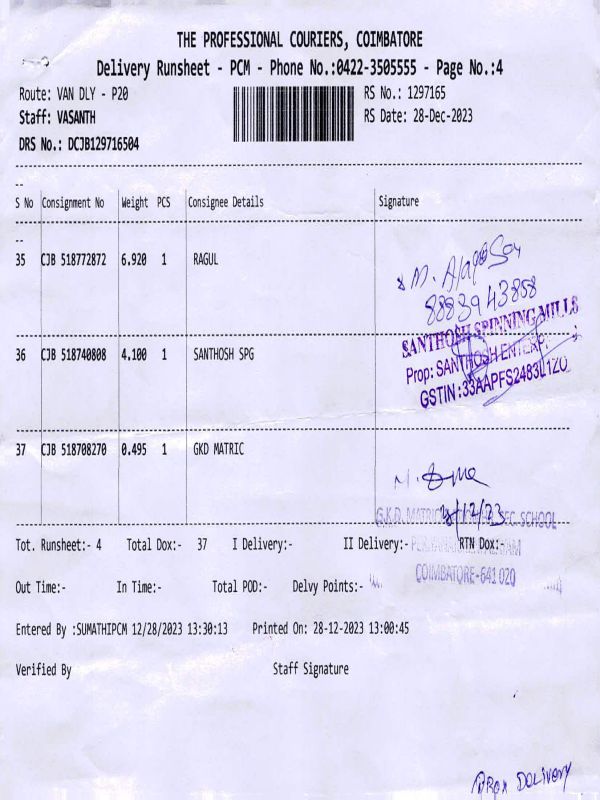 THE PROFESSIONAL COURIERS, COIMBATORE
Delivery Runsheet - PCM - Phone No.:0422-3505555 - Page No.:4
Route: VAN DLY - P20 RS No.: 1297165
Staff: VASANTH RS Date: 28-Dec-2023
DRS No.: DCJB129716504
S No Consignment No Weight PCS Consignee Details Signature
35 CJB 518772872 6.920 1 RAGUL
8883943858
SANTHOSH SPINNING MILLS
36 CJB 518740808 4.100 1 SANTHOSH SPG
Prop: SANTHOSH
GSTIN:33AAPFS2483L1ZO
37 CJB 518708270 0.495 1 GKD MATRIC
G.K.D. MATRIC SEC. SCHOOL
Tot. Runsheet:- 4 Total Dox:- 37 I Delivery:- II Delivery:- RTN Dox:-
COIMBATORE-641 020
Out Time:- In Time:- Total POD:- Delvy Points:-
Entered By :SUMATHIPCM 12/28/2023 13:30:13 Printed On: 28-12-2023 13:00:45
Verified By Staff Signature
DELIVERY